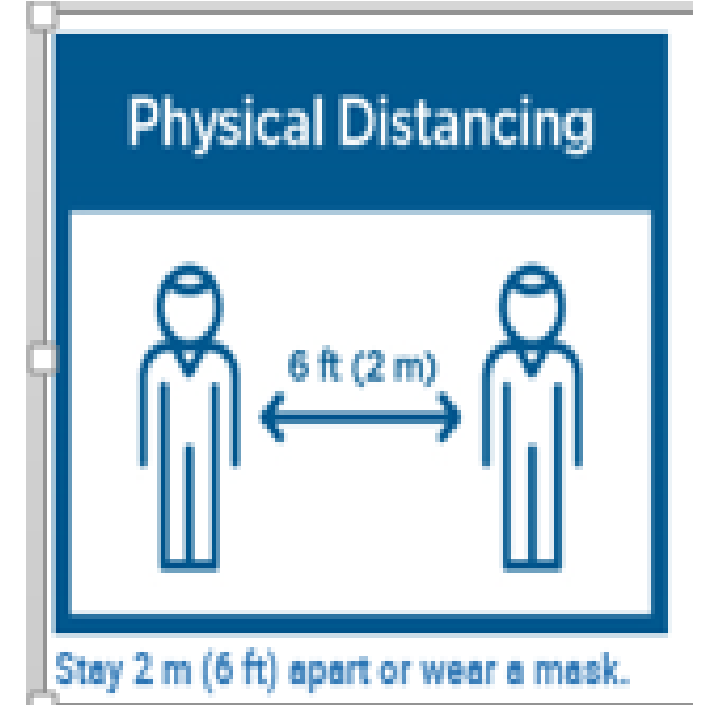 Physical Distancing
6 ft (2 m)
Stay 2 m (6 ft) apart or wear a mask.